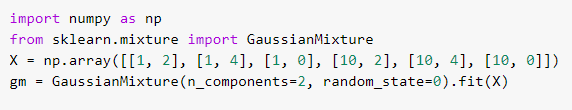 import numpy as np
from sklearn.mixture import GaussianMixture
X = np.array([[1, 2], [1, 4], [1, 0], [10, 2], [10, 4], [10, 0]])
gm = GaussianMixture(n_components=2, random_state=0).fit(X)